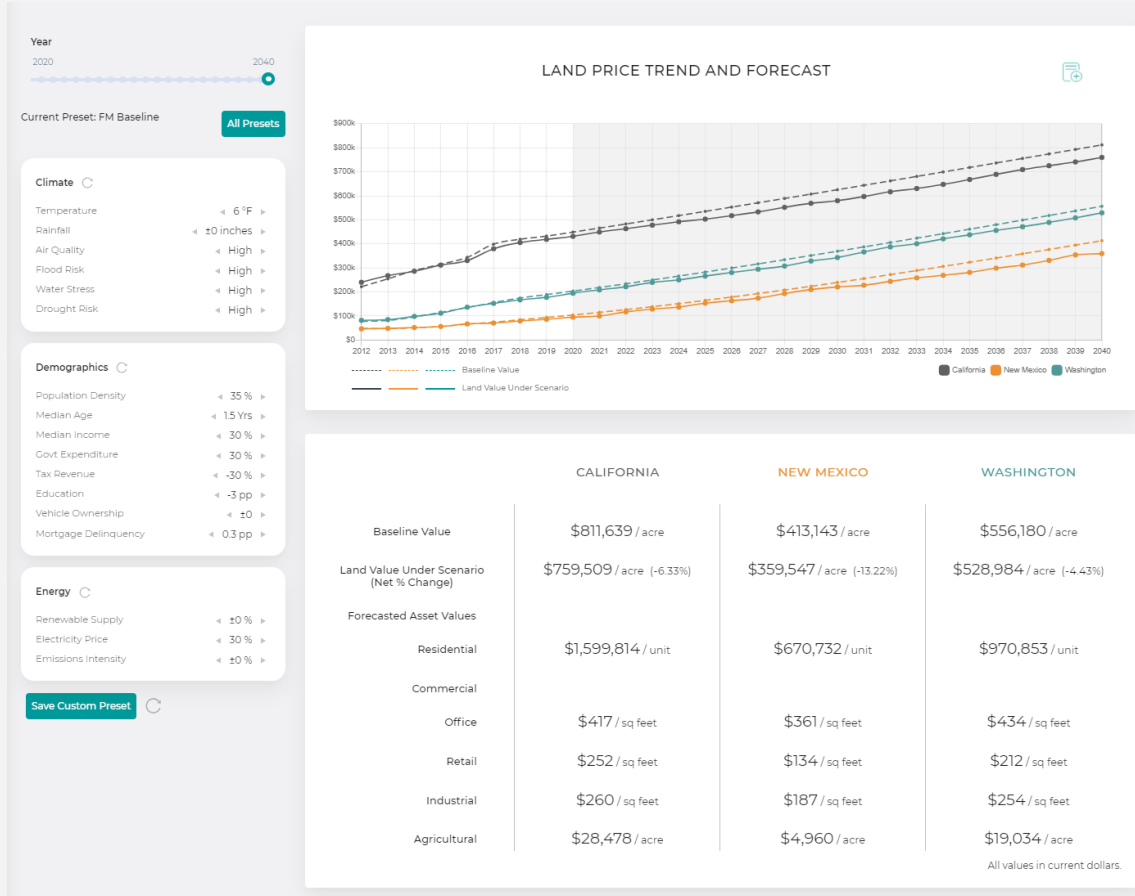 Year
2020 2040
Current Preset: FM Baseline
All Presets
Climate
Temperature 6 °F
Rainfall ±0 inches
Air Quality High
Flood Risk High
Water Stress High
Drought Risk High
Demographics
Population Density 35 %
Median Age 1.5 Yrs
Median Income 30 %
Govt Expenditure 30 %
Tax Revenue -30 %
Education -3 pp
Vehicle Ownership ±0
Mortgage Delinquency 0.3 pp
Energy
Renewable Supply ±0 %
Electricity Price 30 %
Emissions Intensity ±0 %
Save Custom Preset
LAND PRICE TREND AND FORECAST
$900k
$800k
$700k
$600k
$500k
$400k
$300k
$200k
$100k
$0
2012 2013 2014 2015 2016 2017 2018 2019 2020 2021 2022 2023 2024 2025 2026 2027 2028 2029 2030 2031 2032 2033 2034 2035 2036 2037 2038 2039 2040
Baseline Value
Land Value Under Scenario
California New Mexico Washington
CALIFORNIA NEW MEXICO WASHINGTON
Baseline Value $811,639 / acre $413,143 / acre $556,180 / acre
Land Value Under Scenario $759,509 / acre (-6.33%) $359,547 / acre (-13.22%) $528,984 / acre (-4.43%)
(Net % Change)
Forecasted Asset Values
Residential $1,599,814 / unit $670,732 / unit $970,853 / unit
Commercial
Office $417 / sq feet $361 / sq feet $434 / sq feet
Retail $252 / sq feet $134 / sq feet $212 / sq feet
Industrial $260 / sq feet $187 / sq feet $254 / sq feet
Agricultural $28,478 / acre $4,960 / acre $19,034 / acre
All values in current dollars.